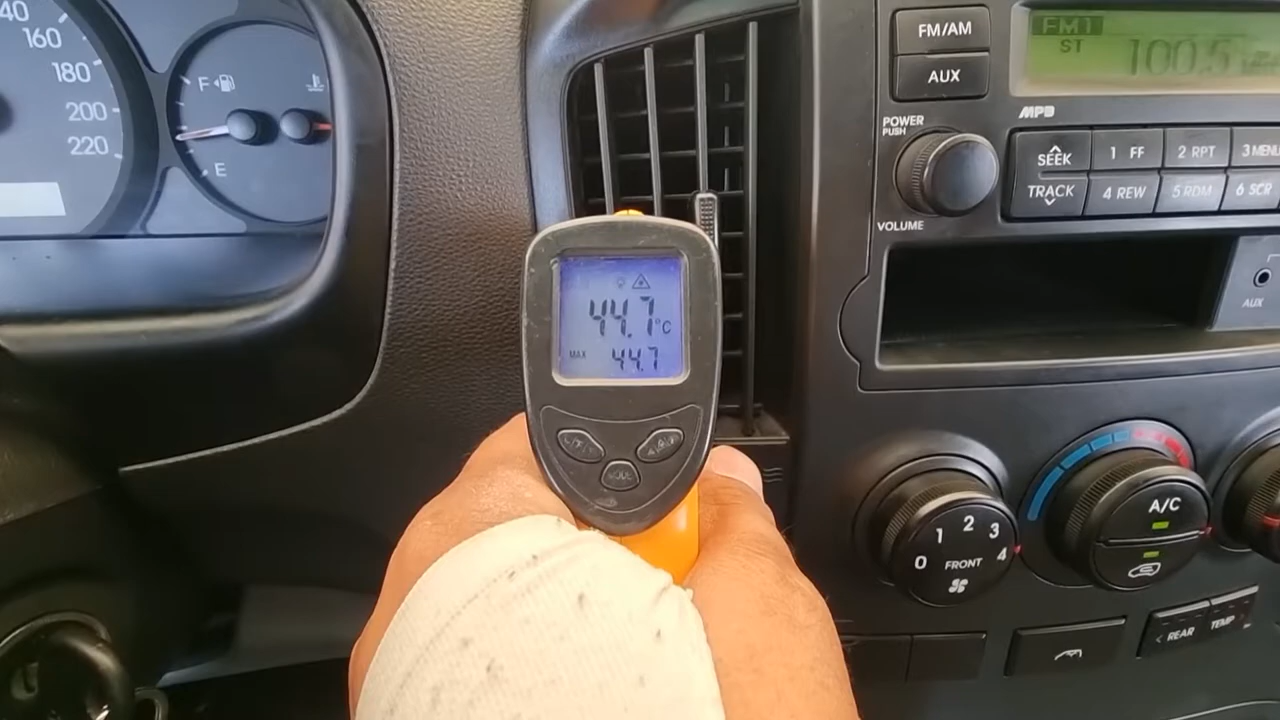 40
160
180
200
220
F
E
FM/AM
AUX
FM1
ST
100.5
MP3
POWER
PUSH
VOLUME
SEEK
TRACK
1 FF
2 RPT
3 MENU
4 REW
5 RDM
6 SCR
AUX
44.7 °C
MAX 44.7
MODE
0 1 2 3 4
FRONT
A/C
< REAR
TEMP